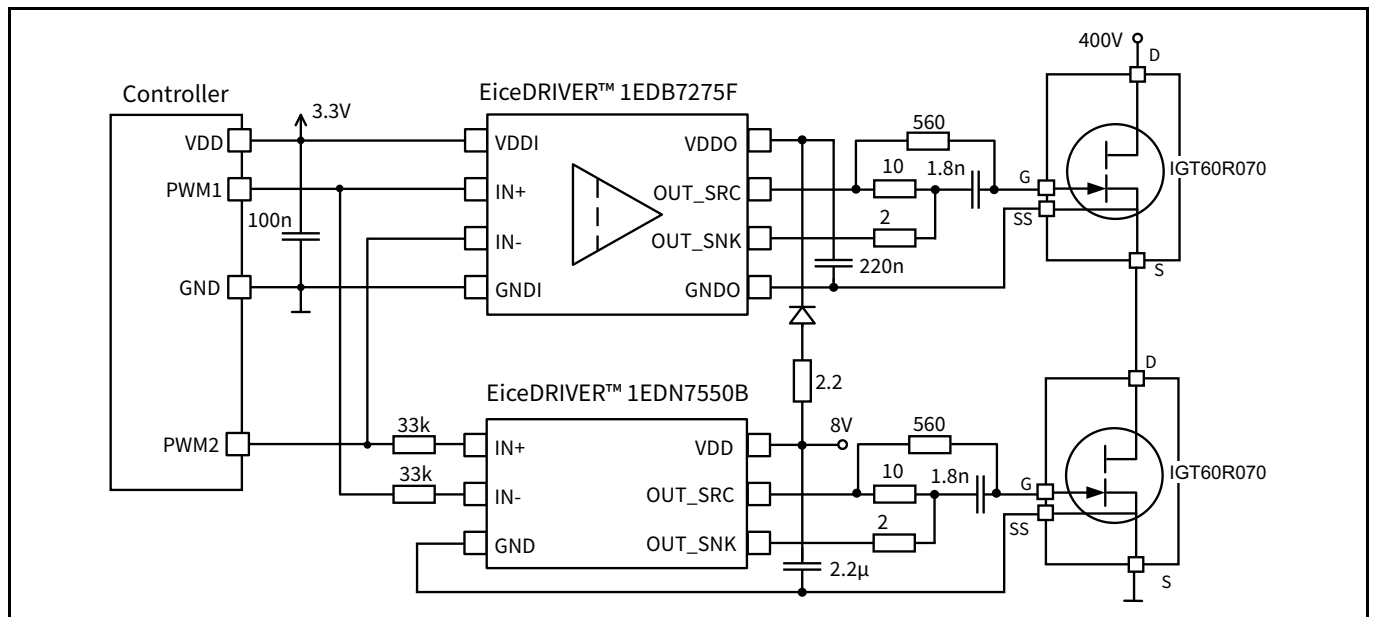 400V
D
Controller
EiceDRIVER™ 1EDB7275F
3.3V
560
VDD
VDDI
VDDO
10
1.8n
G
IGT60R070
PWM1
IN+
OUT_SRC
SS
100n
2
IN-
OUT_SNK
220n
S
GND
GNDI
GNDO
D
2.2
EiceDRIVER™ 1EDN7550B
33k
8V
560
PWM2
IN+
VDD
10
1.8n
G
IGT60R070
33k
IN-
OUT_SRC
SS
2
GND
OUT_SNK
2.2µ
S